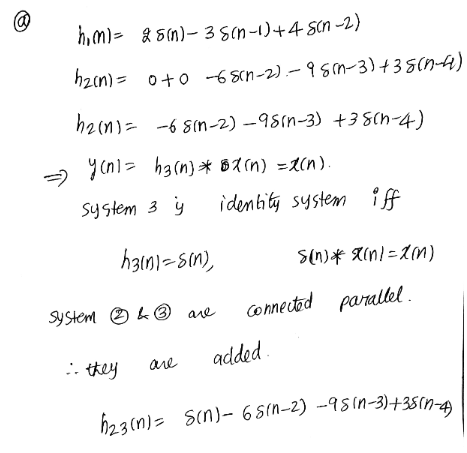 ⓐ
h₁(n) = 2δ(n) - 3δ(n-1) + 4δ(n-2)
h₂(n) = 0+0 -6δ(n-2) - 9δ(n-3) + 3δ(n-4)
h₂(n) = -6δ(n-2) - 9δ(n-3) + 3δ(n-4)
⇒ y(n) = h₃(n) * x(n) = x(n).
System 3 is identity system iff
h₃(n) = δ(n), δ(n) * x(n) = x(n)
System ② & ③ are connected parallel.
∴ they are added.
h₂₃(n) = δ(n) - 6δ(n-2) - 9δ(n-3) + 3δ(n-4)